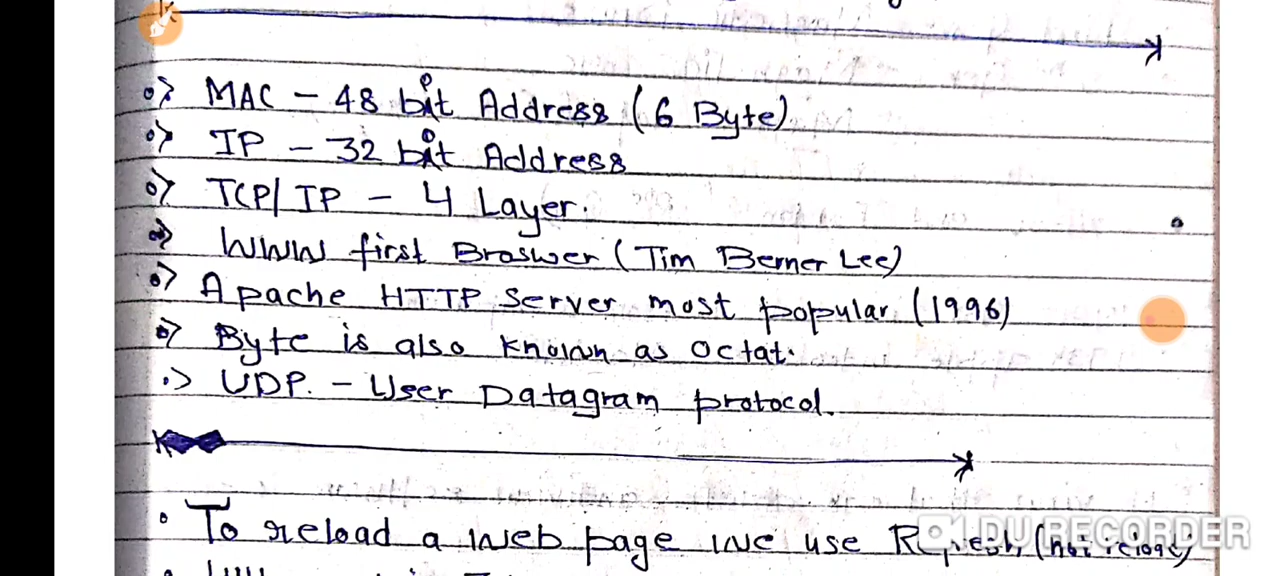 MAC - 48 bit Address (6 Byte)
IP - 32 bit Address
TCP/IP - 4 Layer.
WWW first Broswer (Tim Berner Lee)
Apache HTTP Server most popular (1996)
Byte is also known as Octat.
UDP. - User Datagram protocol.
• To reload a web page we use (not reload)
DU RECORDER